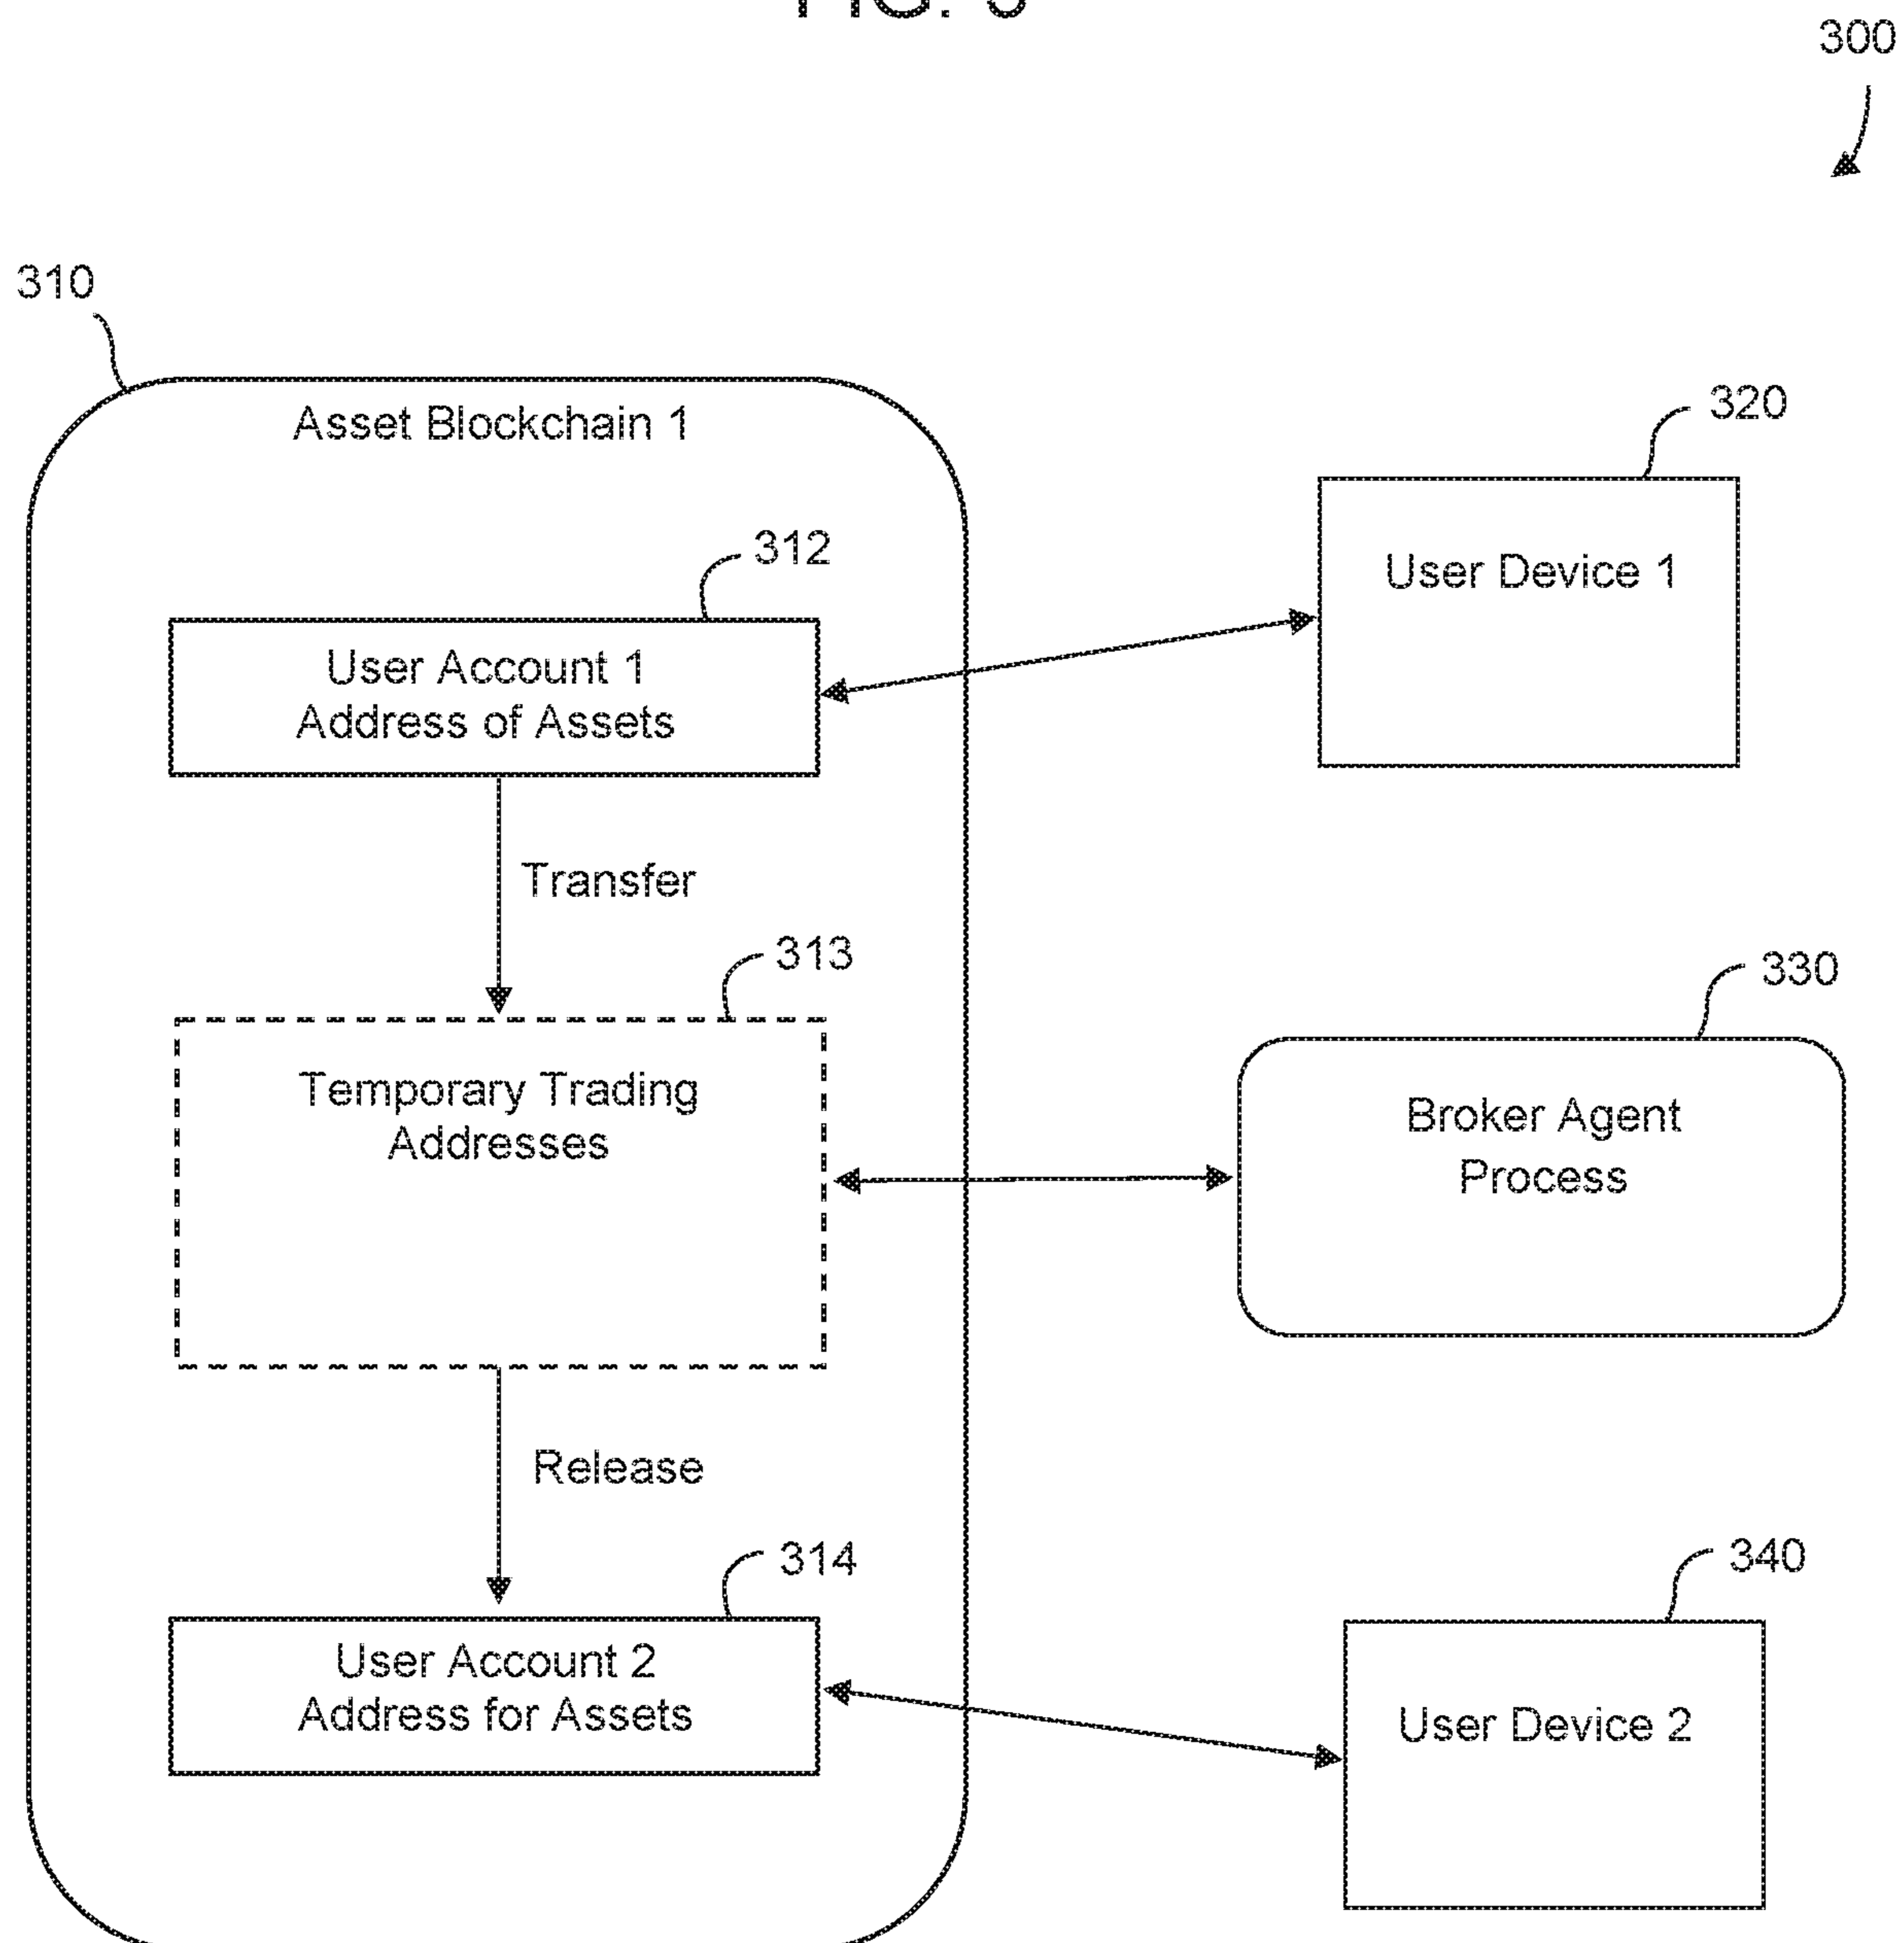 300
310
Asset Blockchain 1
320
312
User Device 1
User Account 1
Address of Assets
Transfer
313
330
Temporary Trading
Addresses
Broker Agent
Process
Release
314
340
User Account 2
Address for Assets
User Device 2